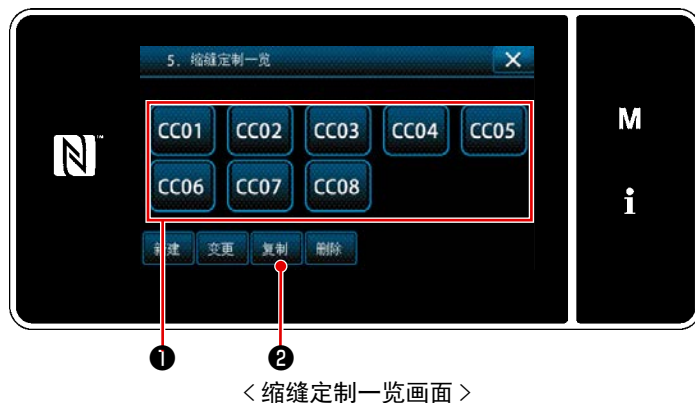 5. 缩缝定制一览
CC01 CC02 CC03 CC04 CC05
M
CC06 CC07 CC08
i
新建 变更 复制 删除
❶ ❷
<缩缝定制一览画面>